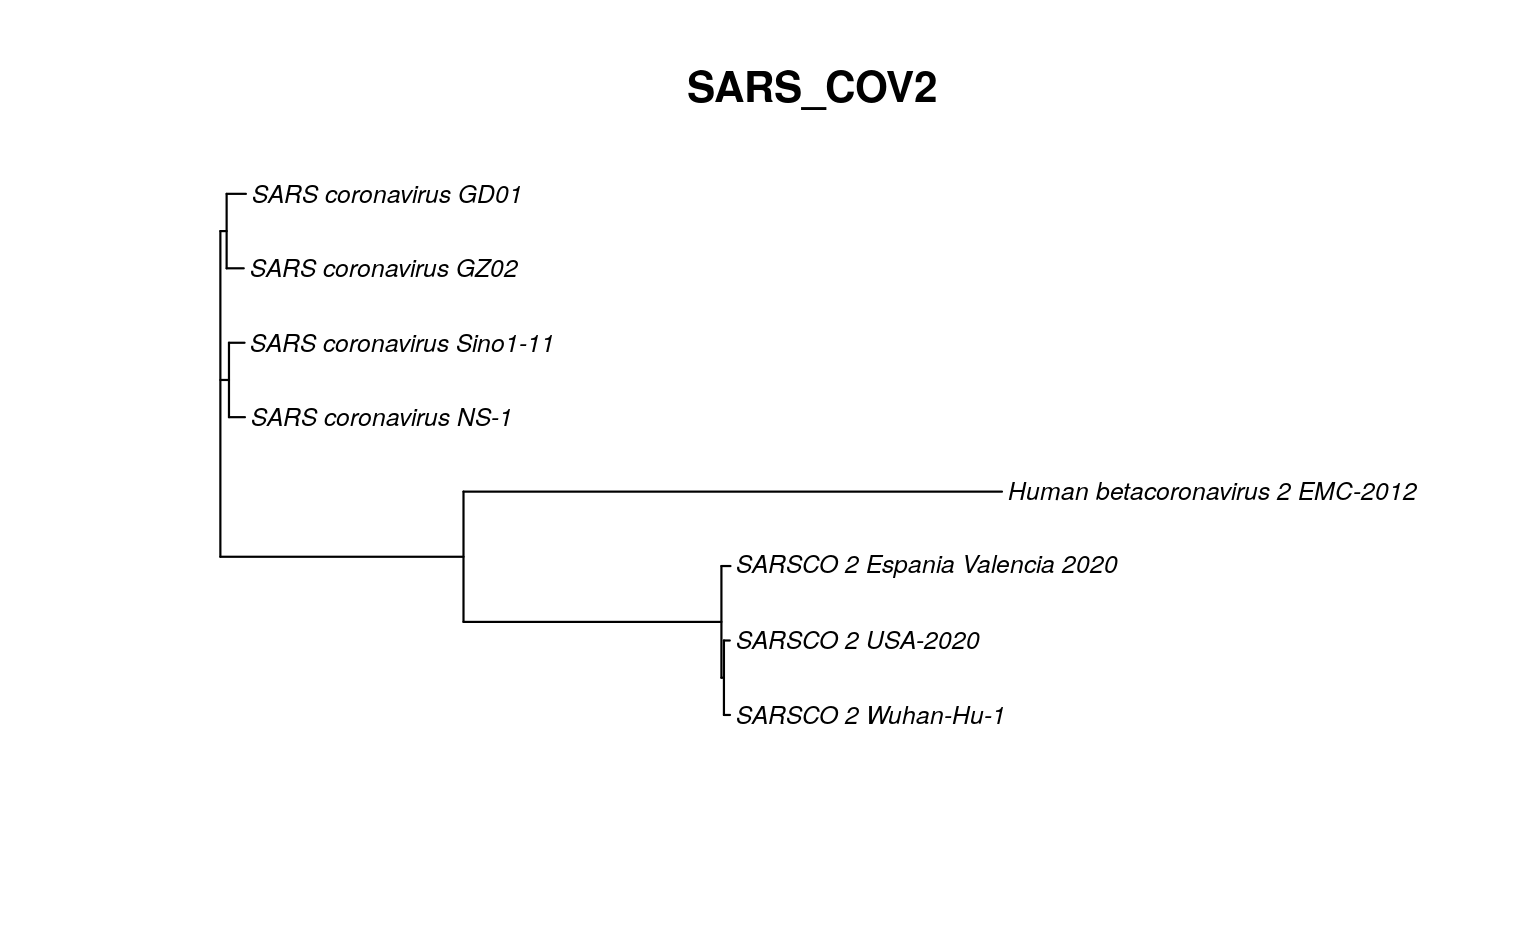 SARS_COV2
SARS coronavirus GD01
SARS coronavirus GZ02
SARS coronavirus Sino1-11
SARS coronavirus NS-1
Human betacoronavirus 2 EMC-2012
SARSCO 2 Espania Valencia 2020
SARSCO 2 USA-2020
SARSCO 2 Wuhan-Hu-1